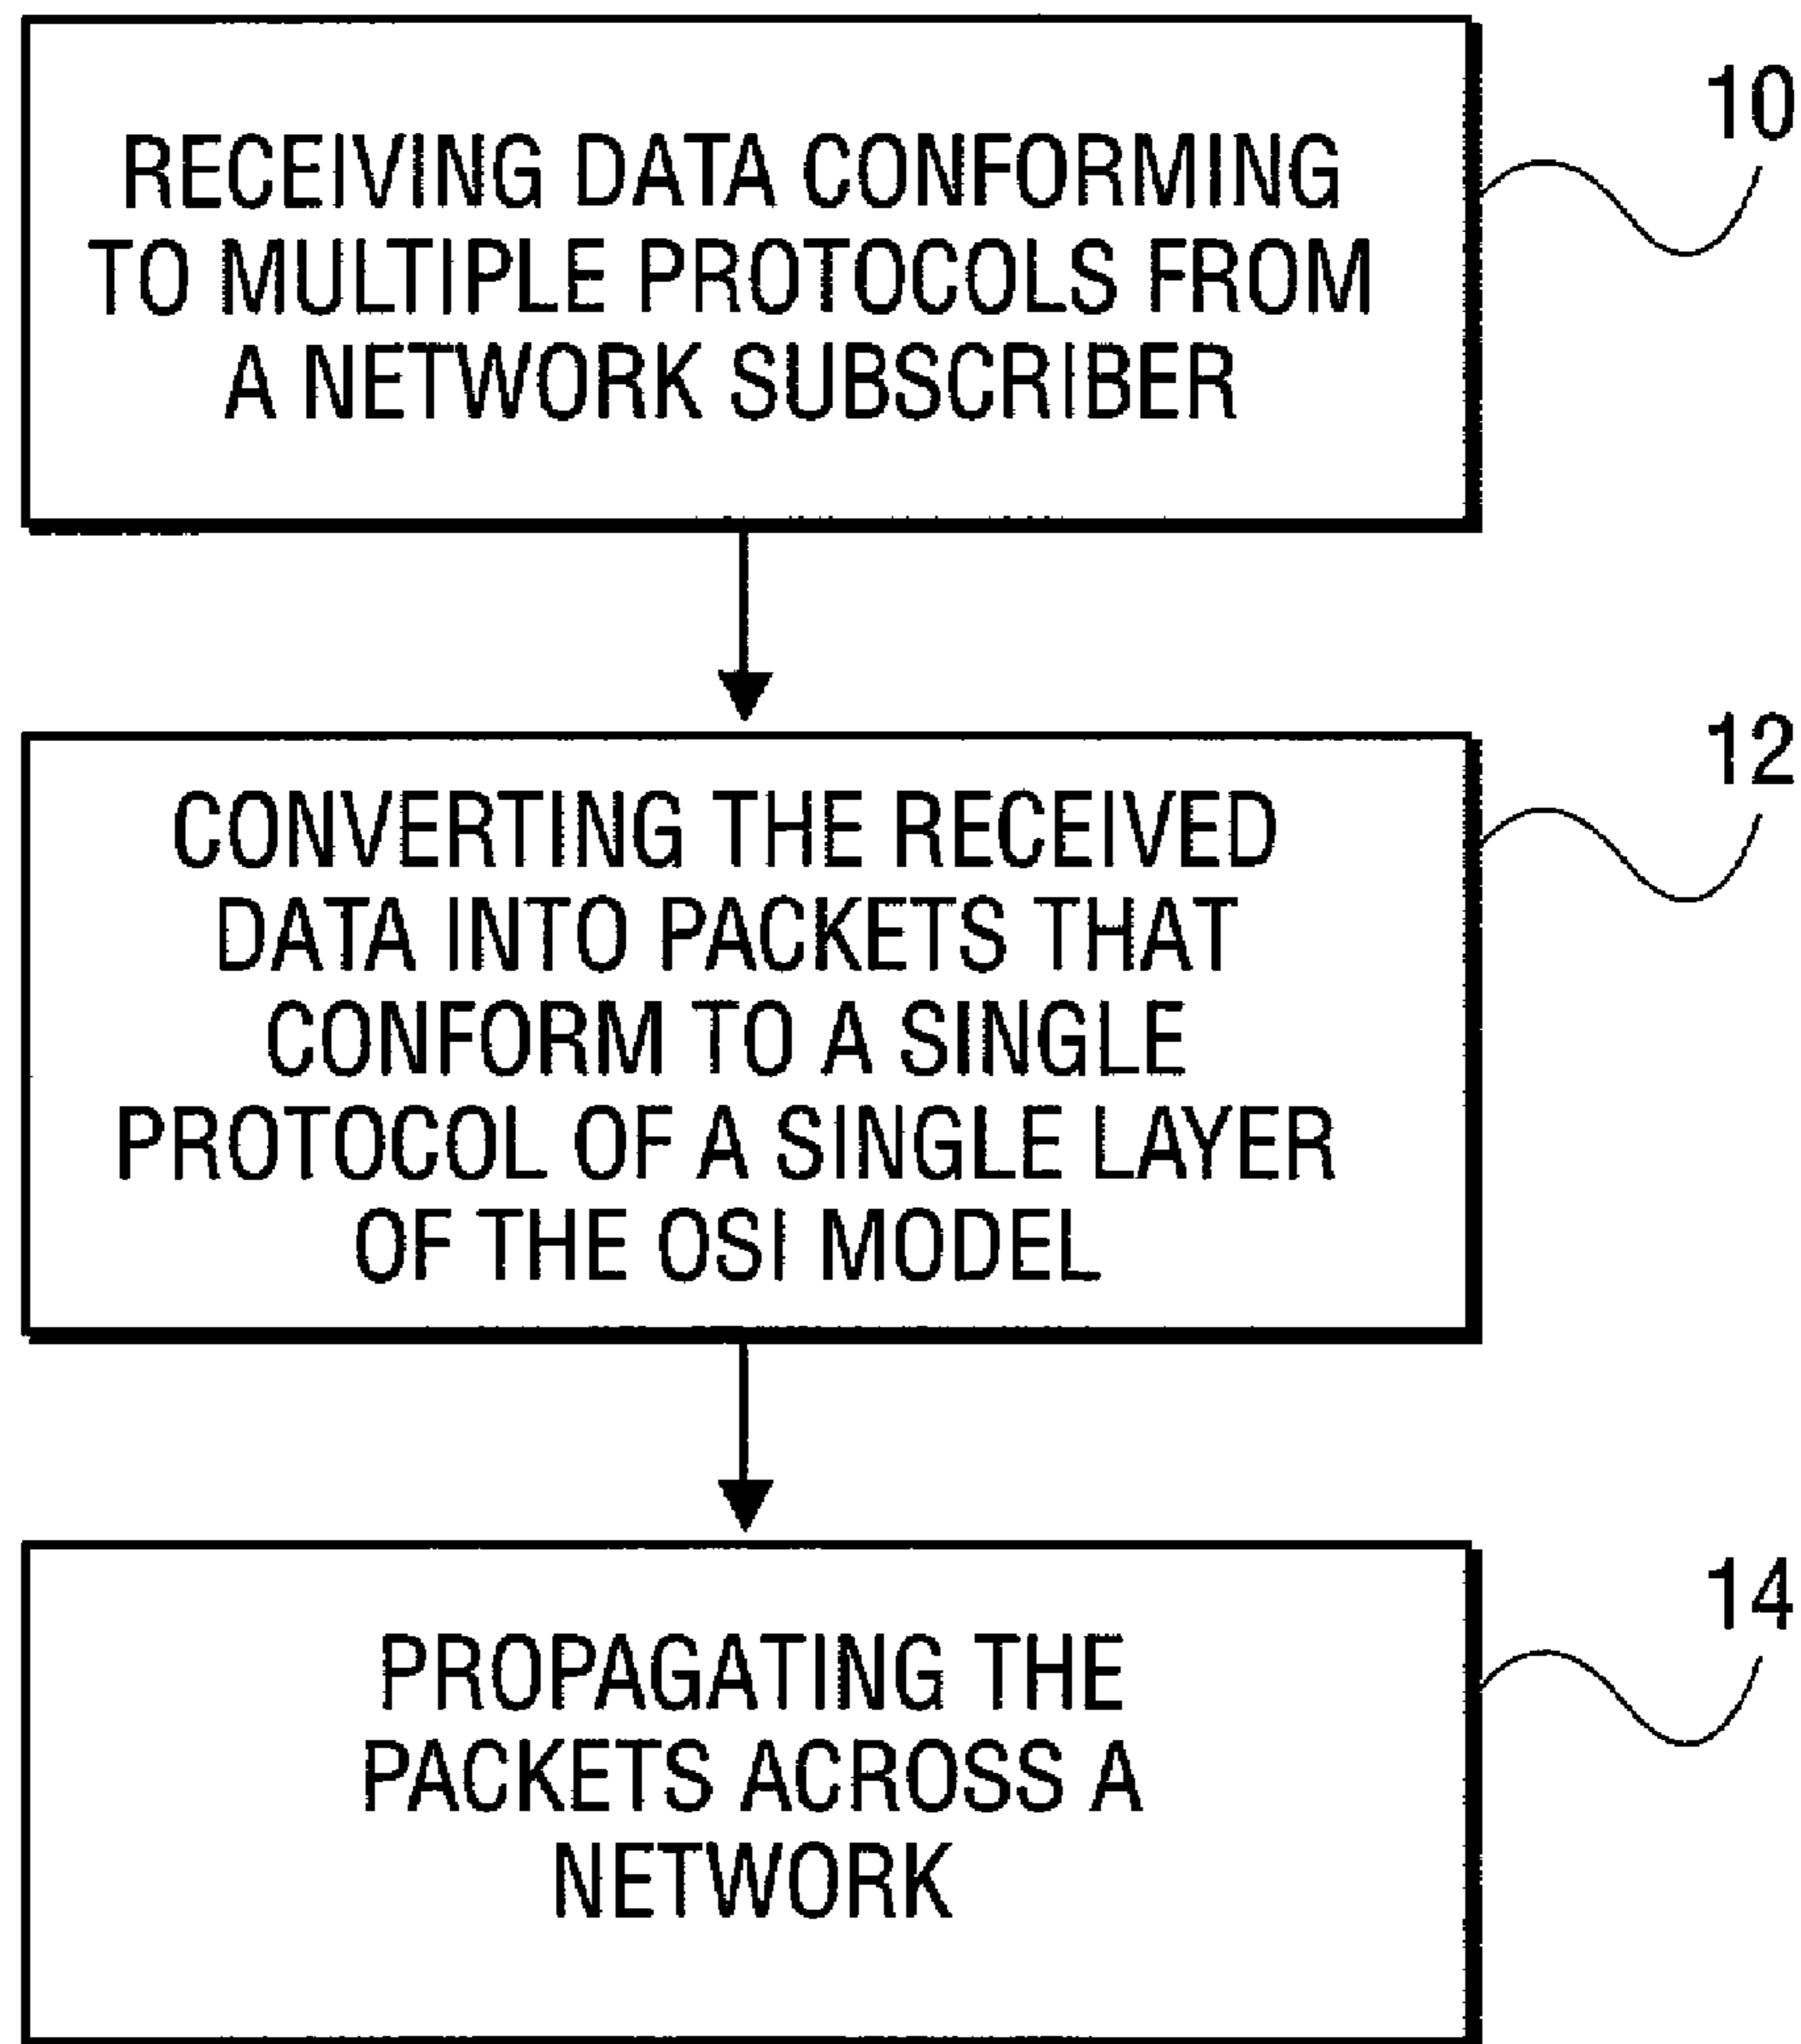 10
RECEIVING DATA CONFORMING
TO MULTIPLE PROTOCOLS FROM
A NETWORK SUBSCRIBER
12
CONVERTING THE RECEIVED
DATA INTO PACKETS THAT
CONFORM TO A SINGLE
PROTOCOL OF A SINGLE LAYER
OF THE OSI MODEL
14
PROPAGATING THE
PACKETS ACROSS A
NETWORK